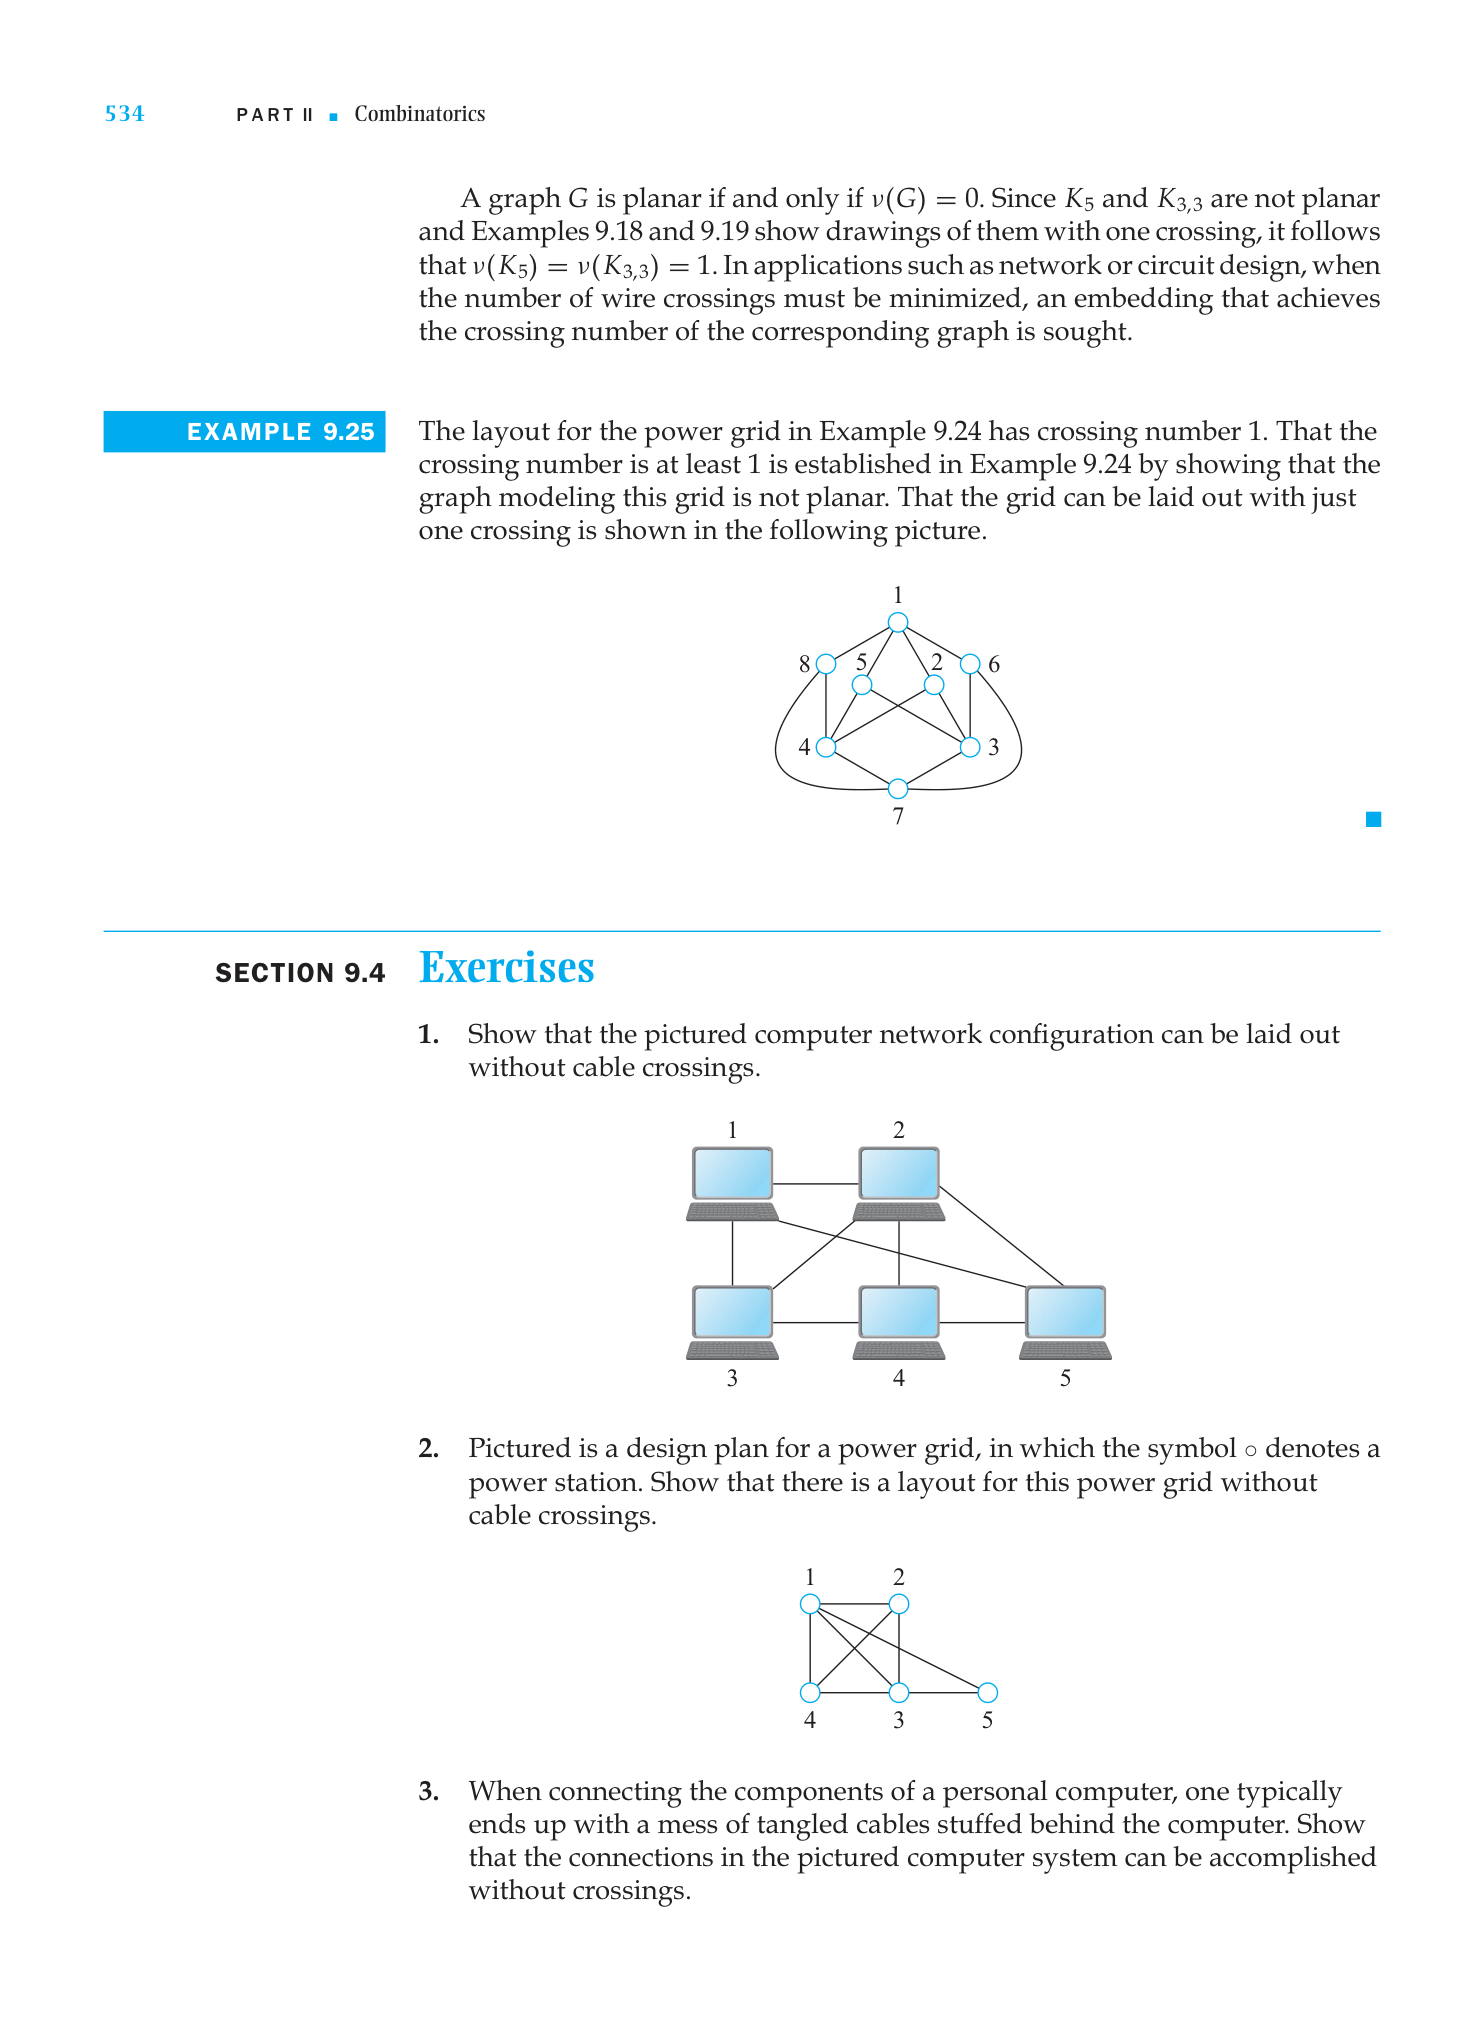 534 PART II ■ Combinatorics
A graph G is planar if and only if ν(G) = 0. Since K₅ and K₃,₃ are not planar
and Examples 9.18 and 9.19 show drawings of them with one crossing, it follows
that ν(K₅) = ν(K₃,₃) = 1. In applications such as network or circuit design, when
the number of wire crossings must be minimized, an embedding that achieves
the crossing number of the corresponding graph is sought.
EXAMPLE 9.25 The layout for the power grid in Example 9.24 has crossing number 1. That the
crossing number is at least 1 is established in Example 9.24 by showing that the
graph modeling this grid is not planar. That the grid can be laid out with just
one crossing is shown in the following picture.
1
8 5 2 6
4 3
7
■
SECTION 9.4 Exercises
1. Show that the pictured computer network configuration can be laid out
without cable crossings.
1 2
3 4 5
2. Pictured is a design plan for a power grid, in which the symbol ○ denotes a
power station. Show that there is a layout for this power grid without
cable crossings.
1 2
4 3 5
3. When connecting the components of a personal computer, one typically
ends up with a mess of tangled cables stuffed behind the computer. Show
that the connections in the pictured computer system can be accomplished
without crossings.